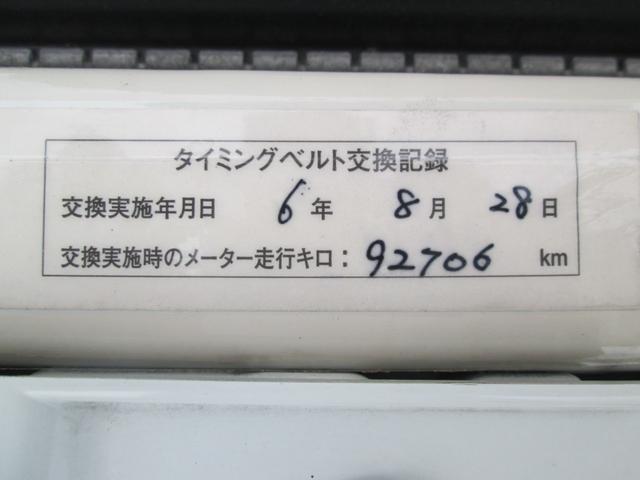 タイミングベルト交換記録
交換実施年月日 6年 8月 28日
交換実施時のメーター走行キロ：92706 km